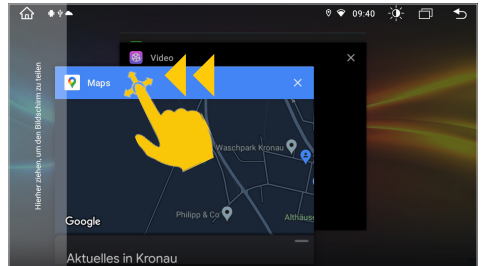 09:40
Hierher ziehen, um den Bildschirm zu teilen
Video
Maps
Waschpark Kronau
Philipp & Co
Althaus
Google
Aktuelles in Kronau